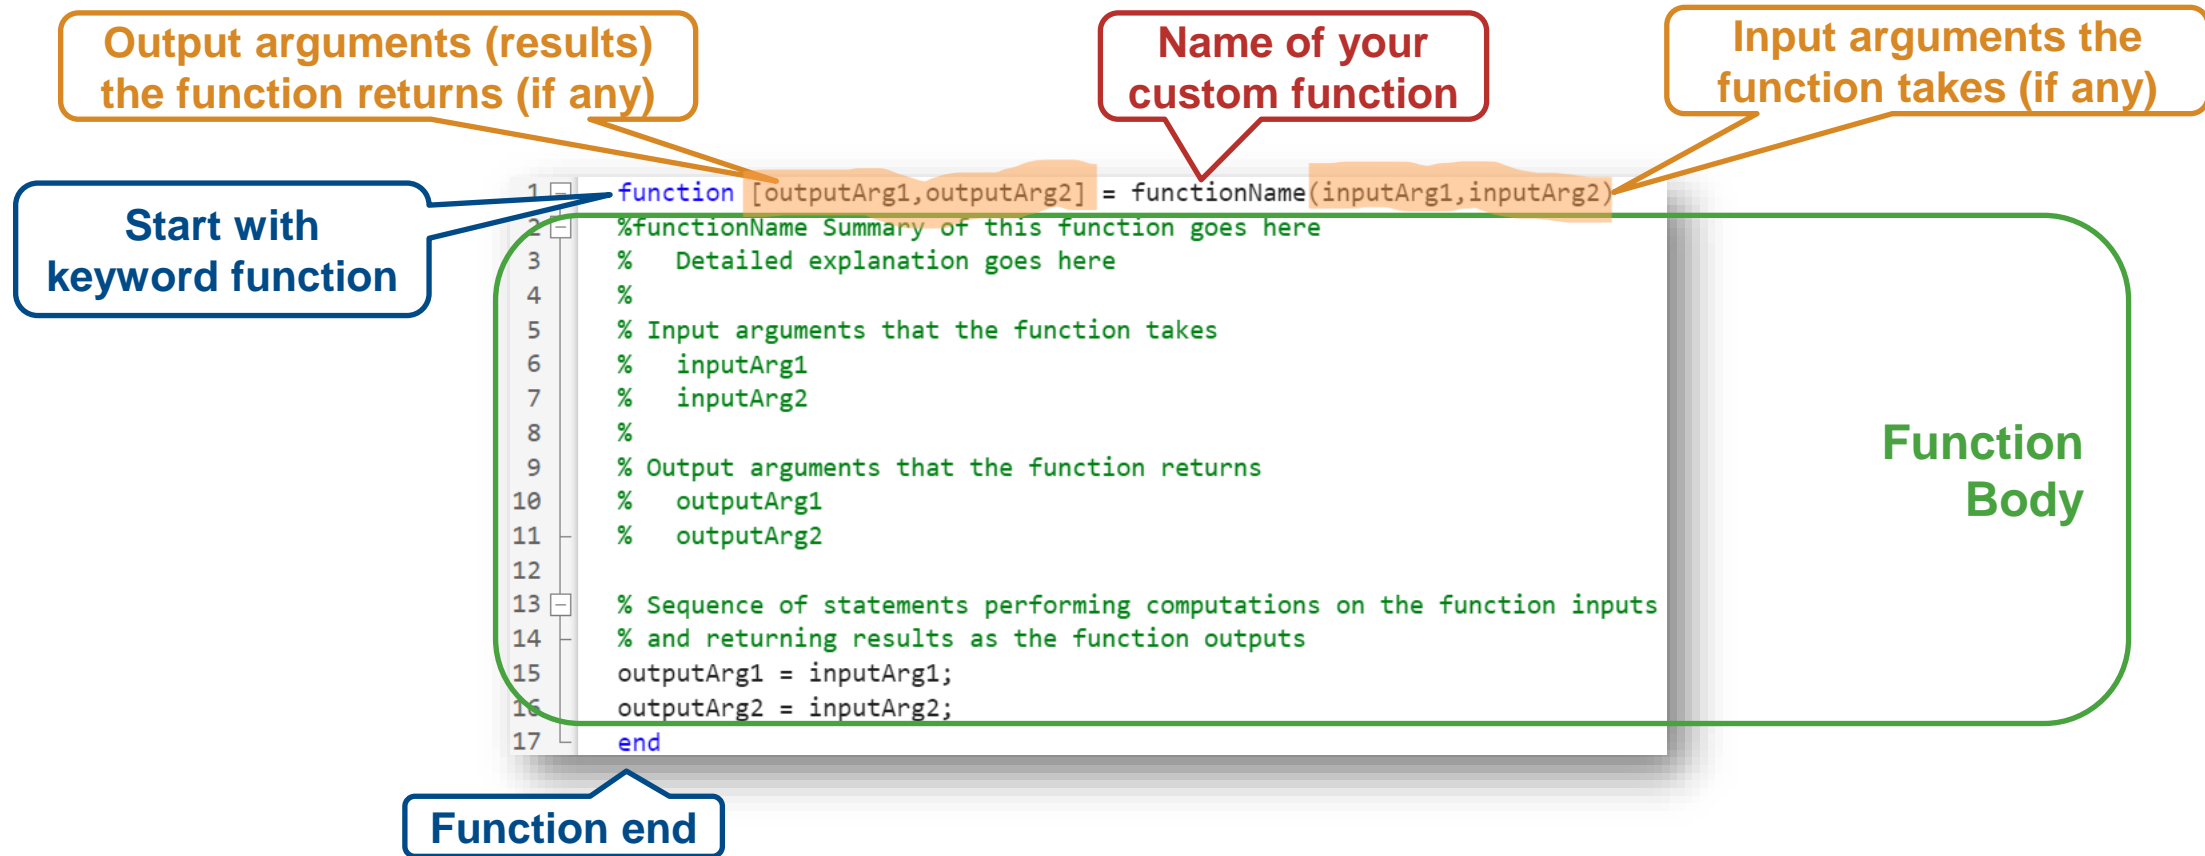 Output arguments (results)
the function returns (if any)
Name of your
custom function
Input arguments the
function takes (if any)
Start with
keyword function
1 function [outputArg1,outputArg2] = functionName(inputArg1,inputArg2)
2 %functionName Summary of this function goes here
3 %   Detailed explanation goes here
4 %
5 % Input arguments that the function takes
6 %   inputArg1
7 %   inputArg2
8 %
9 % Output arguments that the function returns
10 %   outputArg1
11 %   outputArg2
12
13 % Sequence of statements performing computations on the function inputs
14 % and returning results as the function outputs
15 outputArg1 = inputArg1;
16 outputArg2 = inputArg2;
17 end
Function
Body
Function end